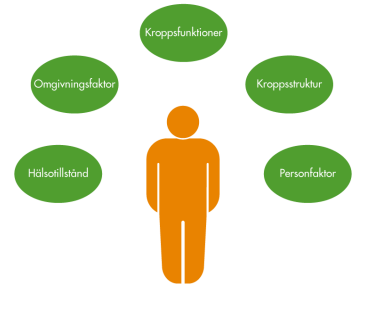 Kroppsfunktioner
Omgivningsfaktor
Kroppsstruktur
Hälsotillstånd
Personfaktor